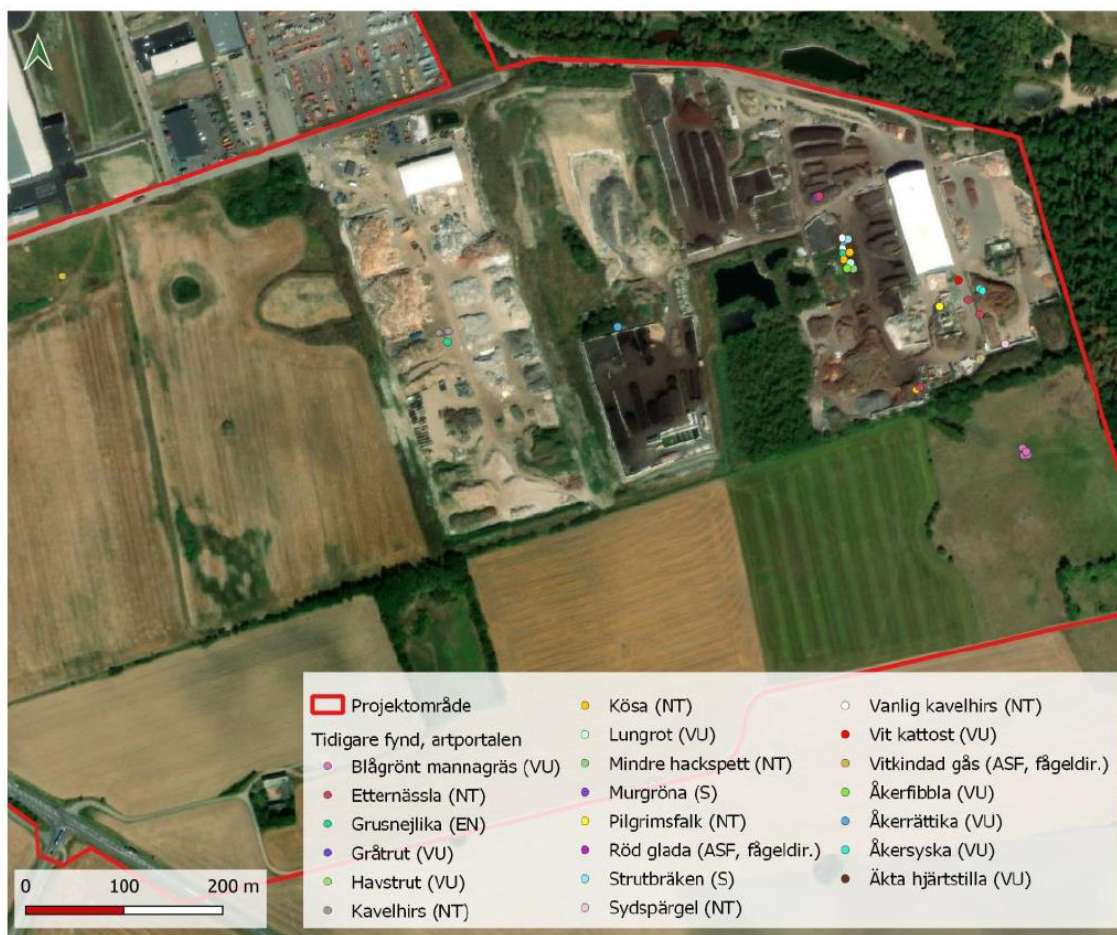 Projektområde
Tidigare fynd, artportalen
Blågrönt mannagräs (VU)
Etternässla (NT)
Grusnejlika (EN)
Gråtrut (VU)
Havstrut (VU)
Kavelhirs (NT)
Kösa (NT)
Lungrot (VU)
Mindre hackspett (NT)
Murgröna (S)
Pilgrimsfalk (NT)
Röd glada (ASF, fågeldir.)
Strutbräken (S)
Sydspärgel (NT)
Vanlig kavelhirs (NT)
Vit kattost (VU)
Vitkindad gås (ASF, fågeldir.)
Åkerfibbla (VU)
Åkerrättika (VU)
Åkersyska (VU)
Äkta hjärtstilla (VU)
0 100 200 m